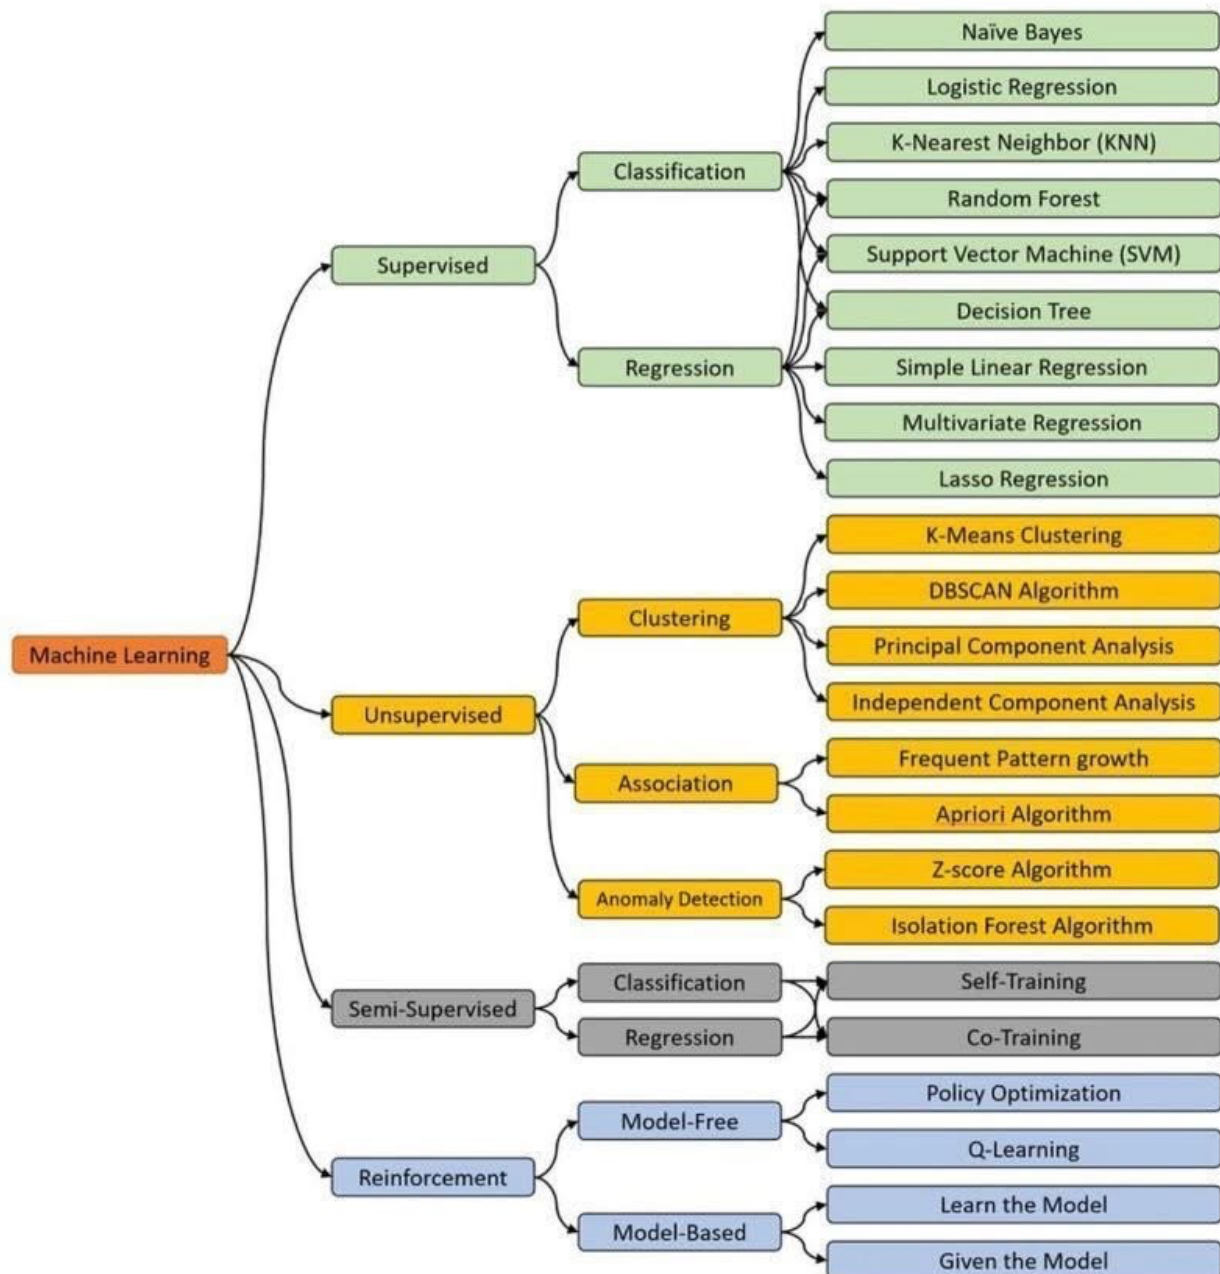 Naïve Bayes
Logistic Regression
K-Nearest Neighbor (KNN)
Classification
Random Forest
Support Vector Machine (SVM)
Supervised
Decision Tree
Regression
Simple Linear Regression
Multivariate Regression
Lasso Regression
K-Means Clustering
DBSCAN Algorithm
Clustering
Principal Component Analysis
Machine Learning
Independent Component Analysis
Unsupervised
Frequent Pattern growth
Association
Apriori Algorithm
Z-score Algorithm
Anomaly Detection
Isolation Forest Algorithm
Classification
Self-Training
Semi-Supervised
Regression
Co-Training
Policy Optimization
Model-Free
Q-Learning
Reinforcement
Learn the Model
Model-Based
Given the Model